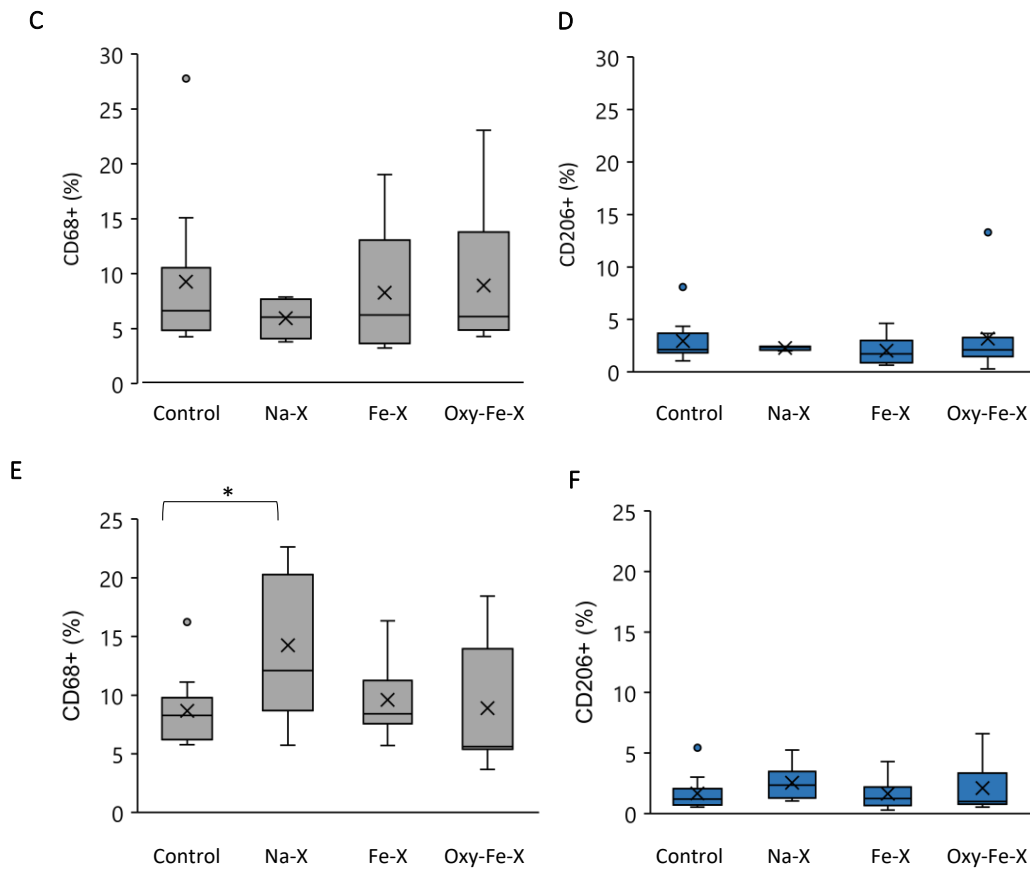 C
D
30
25
20
15
10
5
0
CD68+ (%)
Control Na-X Fe-X Oxy-Fe-X
30
25
20
15
10
5
0
CD206+ (%)
Control Na-X Fe-X Oxy-Fe-X
E
F
*
25
20
15
10
5
0
CD68+ (%)
Control Na-X Fe-X Oxy-Fe-X
25
20
15
10
5
0
CD206+ (%)
Control Na-X Fe-X Oxy-Fe-X